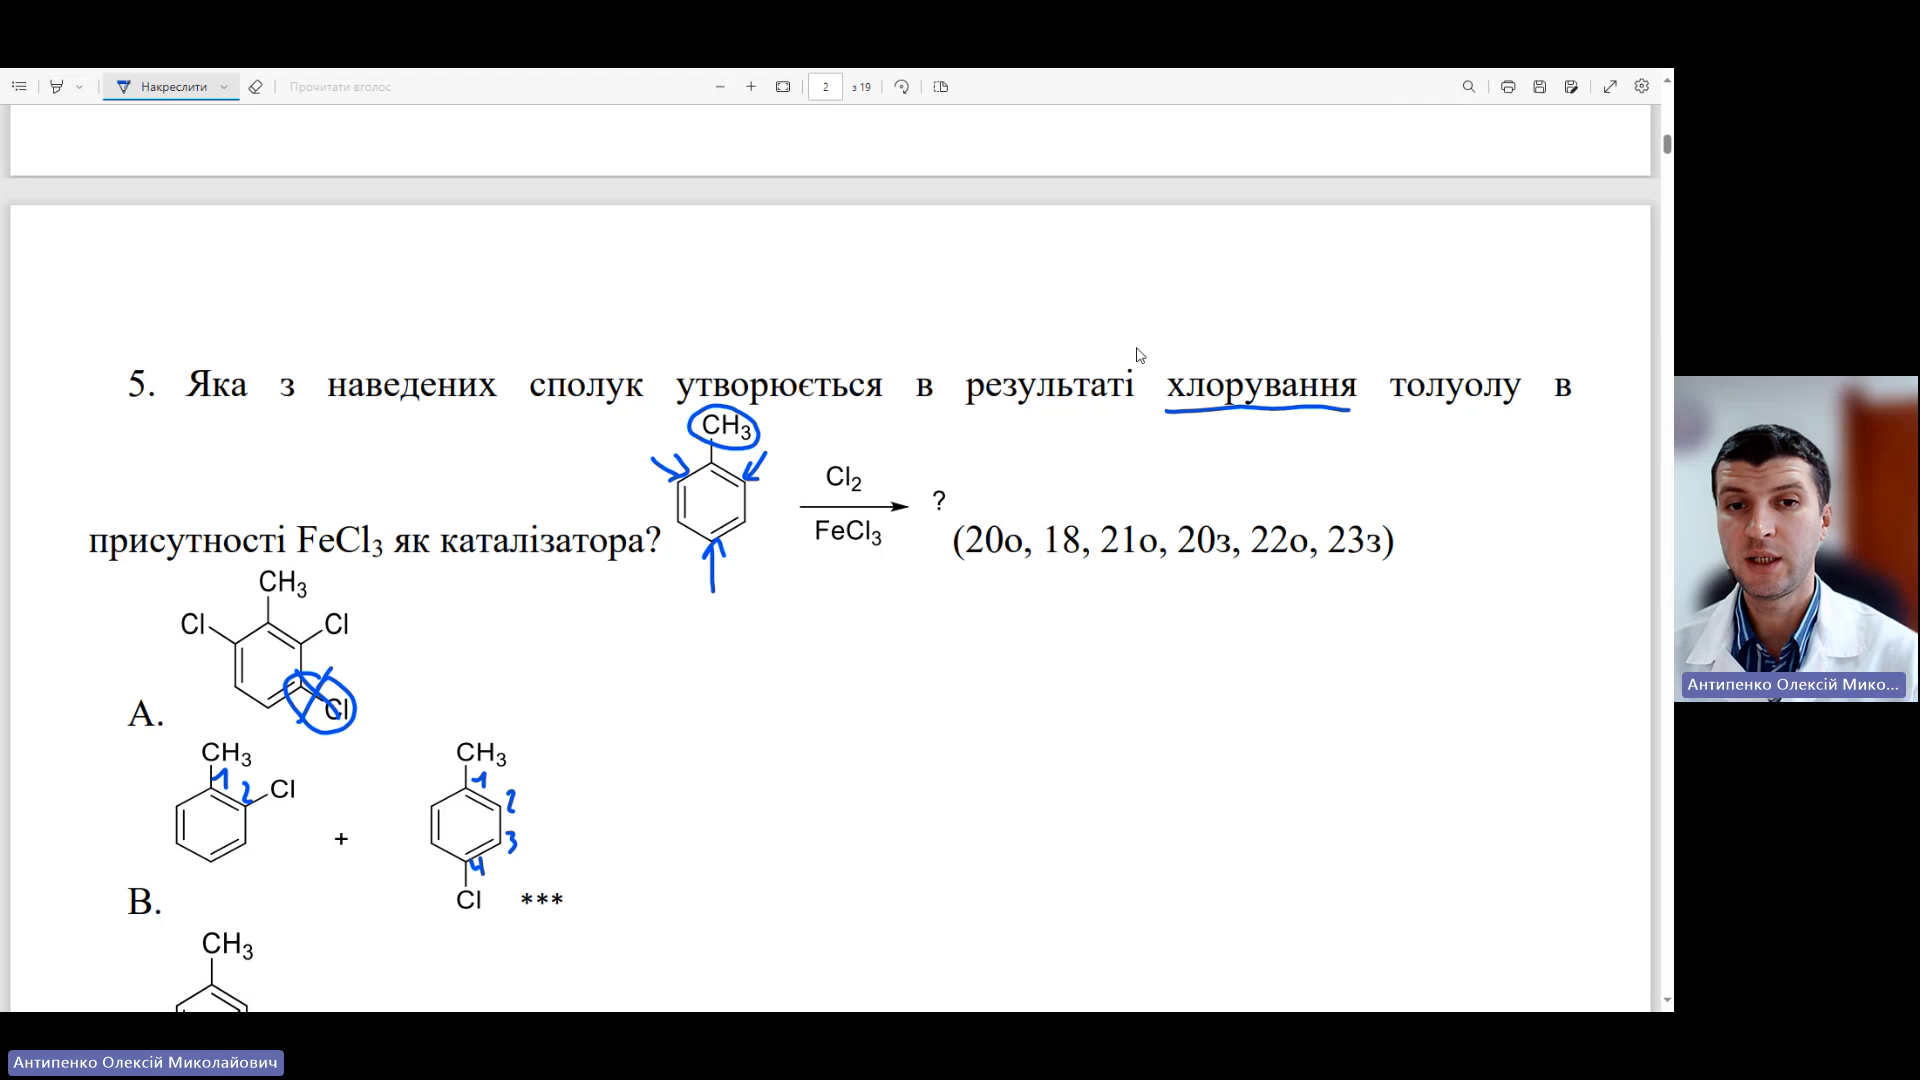 Накреслити
Прочитати вголос
2 з 19
5. Яка з наведених сполук утворюється в результаті хлорування толуолу в
CH3
Cl2
FeCl3
?
присутності FeCl3 як каталізатора?
(20о, 18, 21о, 20з, 22о, 23з)
CH3
Cl
Cl
Cl
A.
CH3
Cl
1
2
+
CH3
1
2
3
4
Cl
***
B.
CH3
Антипенко Олексій Мико...
Антипенко Олексій Миколайович